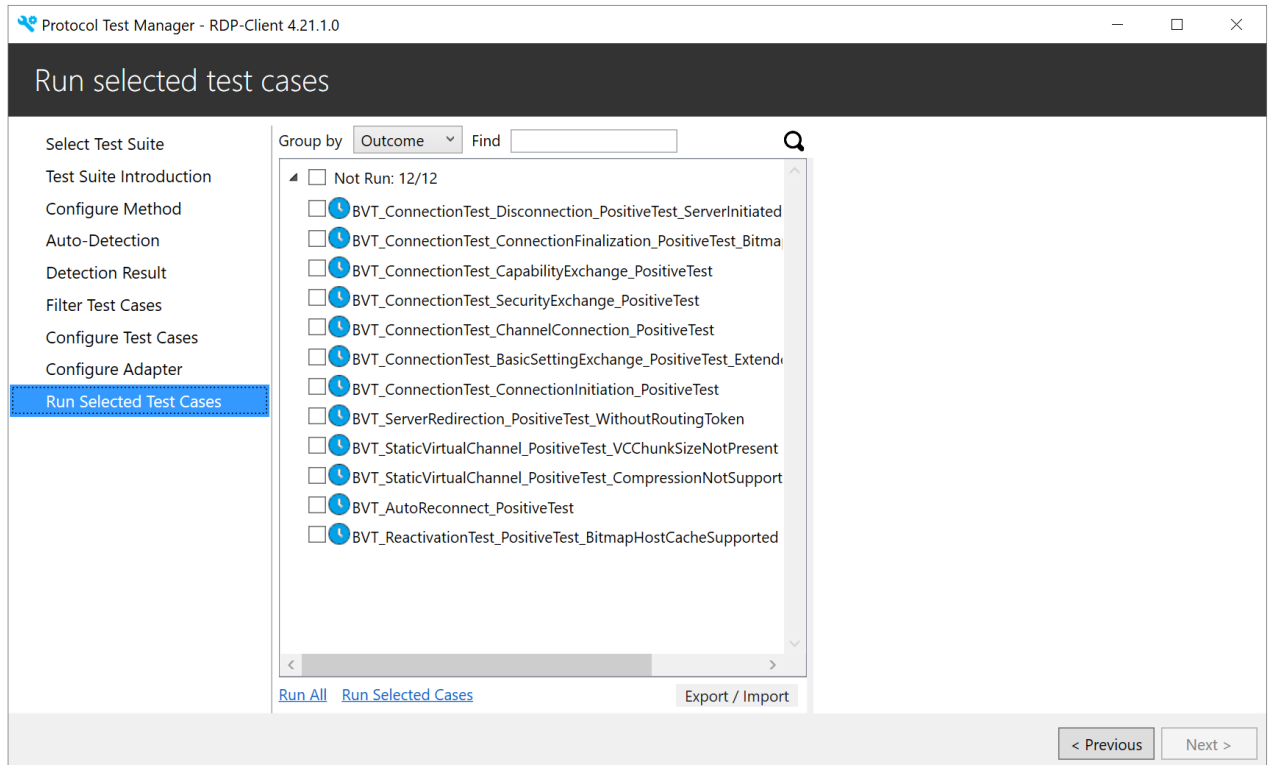 Protocol Test Manager - RDP-Client 4.21.1.0
Run selected test cases
Select Test Suite
Test Suite Introduction
Configure Method
Auto-Detection
Detection Result
Filter Test Cases
Configure Test Cases
Configure Adapter
Run Selected Test Cases
Group by Outcome Find
Not Run: 12/12
BVT_ConnectionTest_Disconnection_PositiveTest_ServerInitiated
BVT_ConnectionTest_ConnectionFinalization_PositiveTest_Bitma
BVT_ConnectionTest_CapabilityExchange_PositiveTest
BVT_ConnectionTest_SecurityExchange_PositiveTest
BVT_ConnectionTest_ChannelConnection_PositiveTest
BVT_ConnectionTest_BasicSettingExchange_PositiveTest_Extend
BVT_ConnectionTest_ConnectionInitiation_PositiveTest
BVT_ServerRedirection_PositiveTest_WithoutRoutingToken
BVT_StaticVirtualChannel_PositiveTest_VCChunkSizeNotPresent
BVT_StaticVirtualChannel_PositiveTest_CompressionNotSupport
BVT_AutoReconnect_PositiveTest
BVT_ReactivationTest_PositiveTest_BitmapHostCacheSupported
Run All Run Selected Cases Export / Import
< Previous Next >